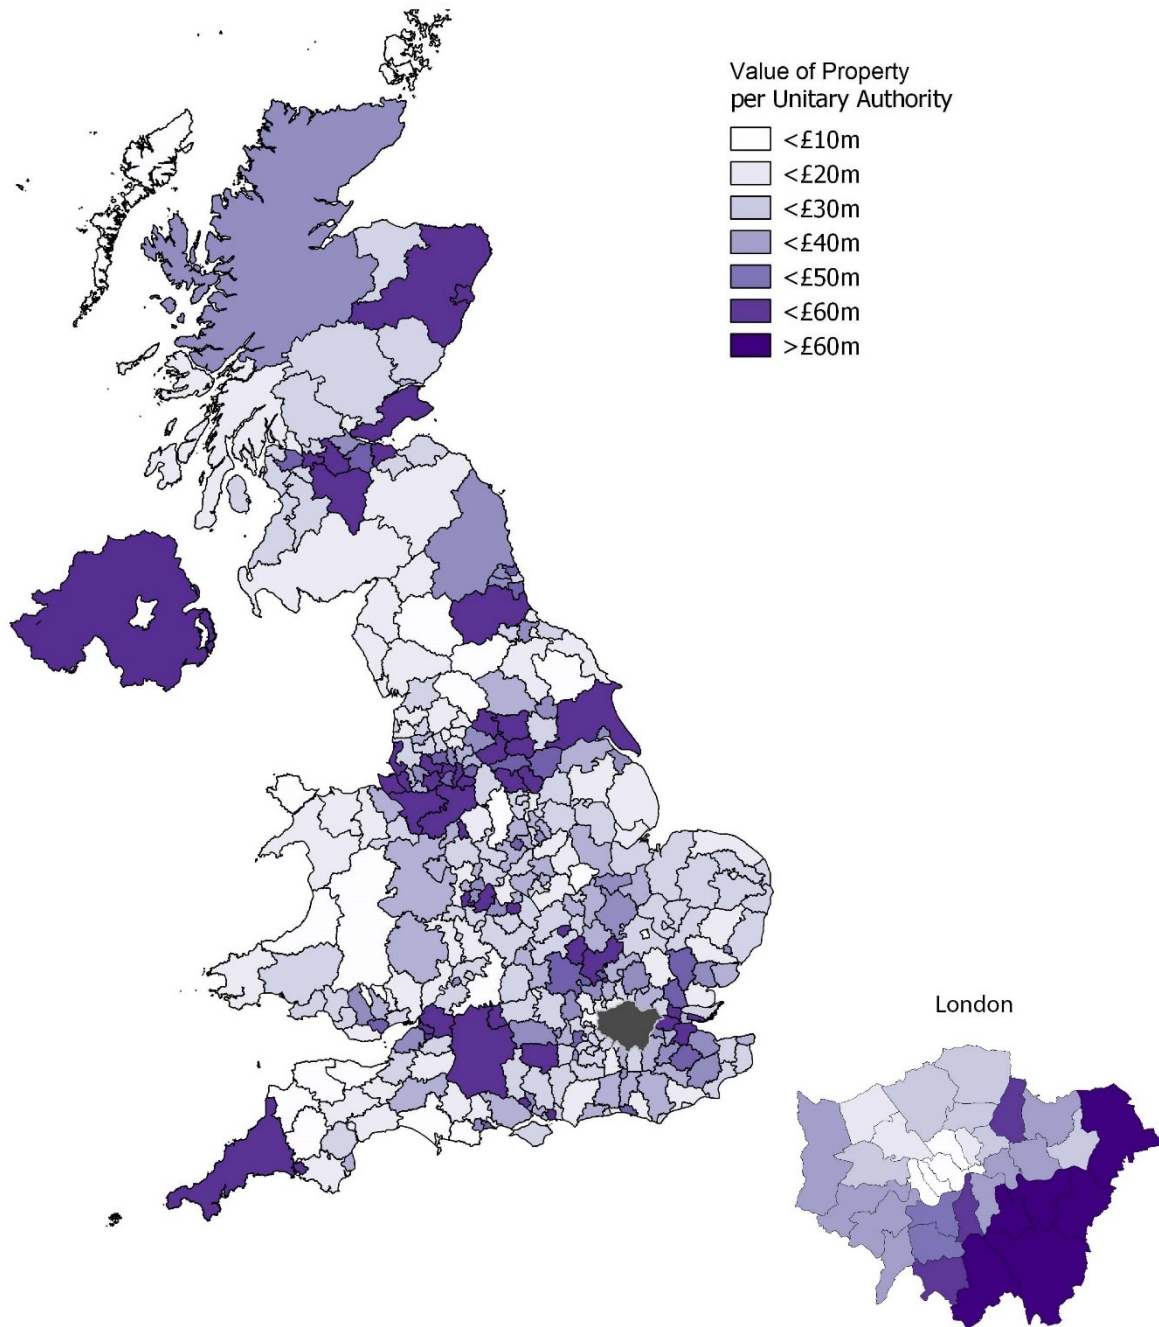 Value of Property
per Unitary Authority
<£10m
<£20m
<£30m
<£40m
<£50m
<£60m
>£60m
London